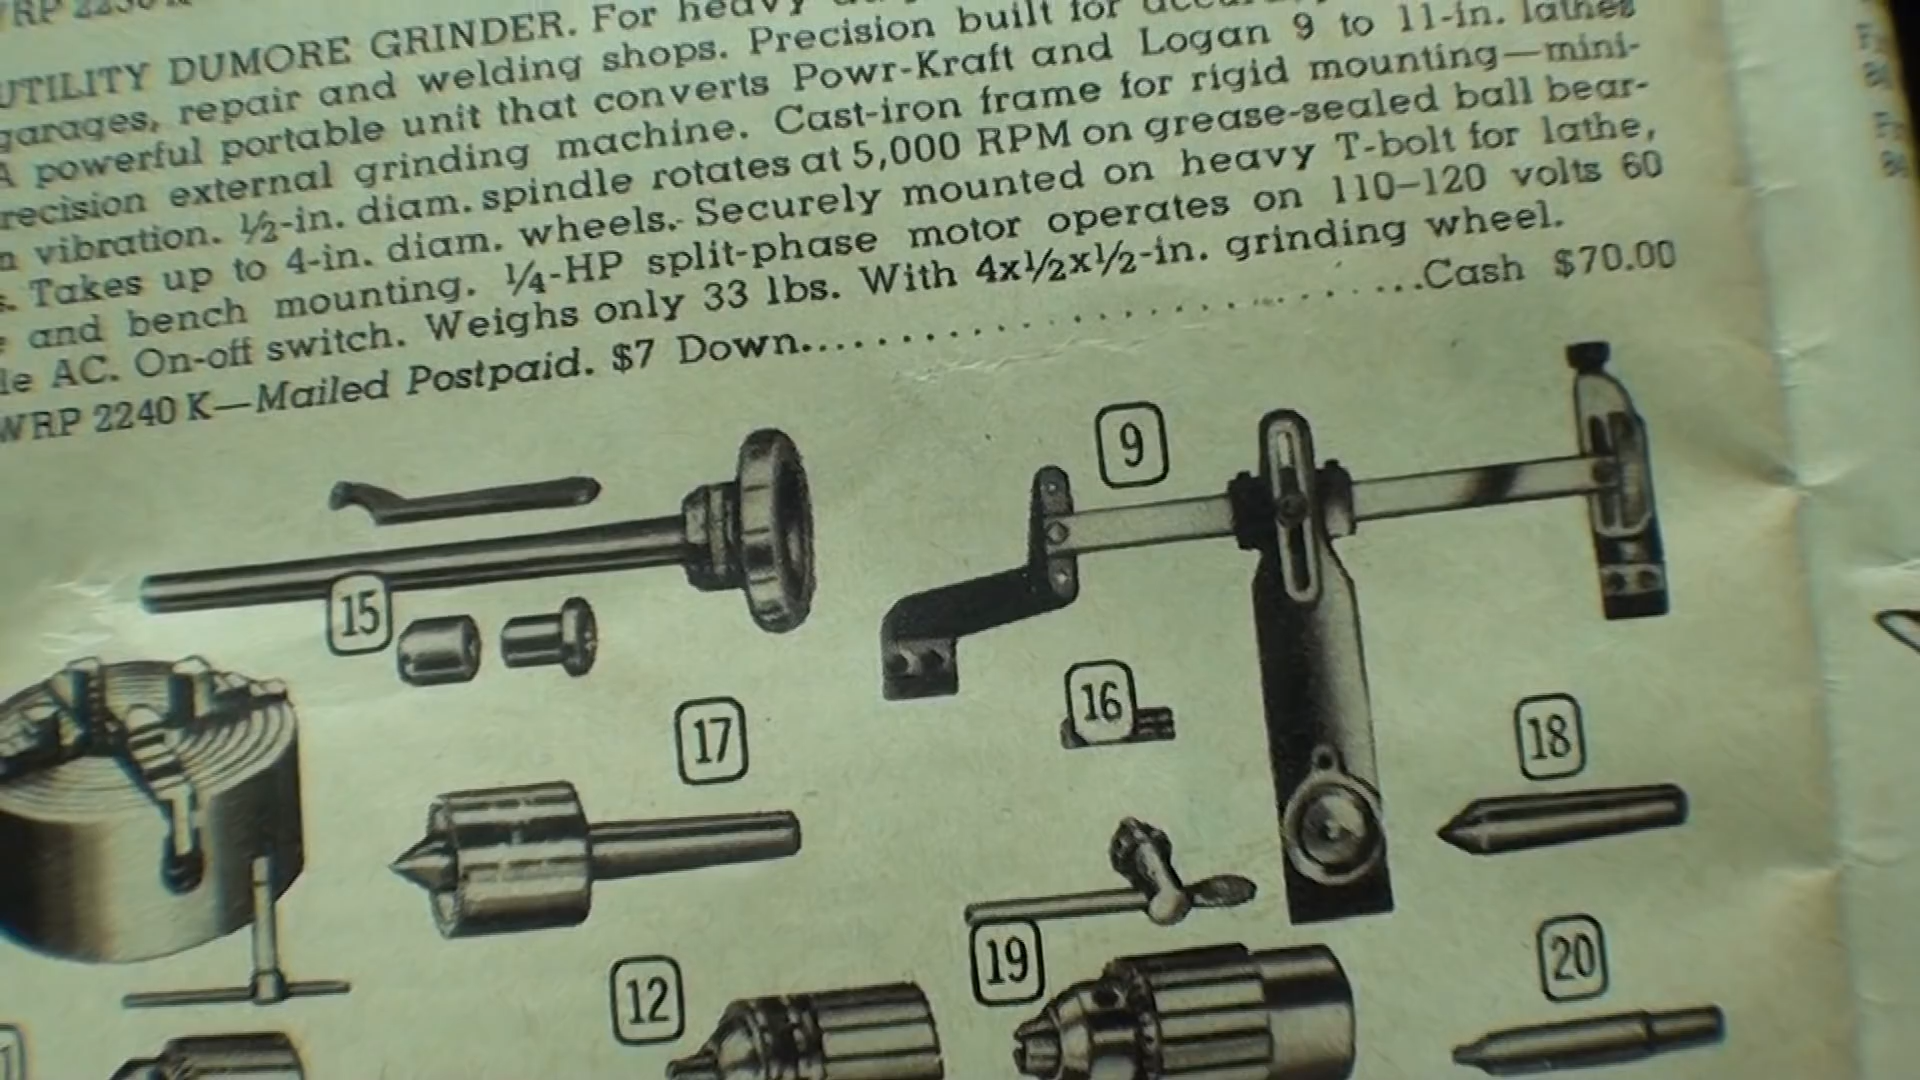 UTILITY DUMORE GRINDER. For heavy
garages, repair and welding shops. Precision built for
A powerful portable unit that converts Powr-Kraft and Logan 9 to 11-in. lathes
recision external grinding machine. Cast-iron frame for rigid mounting—mini-
n vibration. ½-in. diam. spindle rotates at 5,000 RPM on grease-sealed ball bear-
s. Takes up to 4-in. diam. wheels. Securely mounted on heavy T-bolt for lathe,
e and bench mounting. ¼-HP split-phase motor operates on 110–120 volts 60
le AC. On-off switch. Weighs only 33 lbs. With 4x½x½-in. grinding wheel.
WRP 2240 K—Mailed Postpaid. $7 Down..............................Cash $70.00
9
15
16
17
18
19
12
20